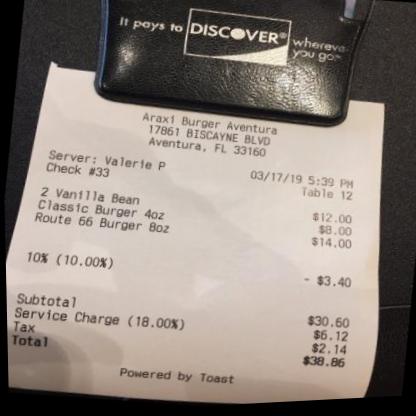 It pays to DISCOVER® wherever
you go.
Araxi Burger Aventura
17861 BISCAYNE BLVD
Aventura, FL 33160
Server: Valerie P 03/17/19 5:39 PM
Check #33 Table 12
2 Vanilla Bean $12.00
Classic Burger 4oz $8.00
Route 66 Burger 8oz $14.00
10% (10.00%) - $3.40
Subtotal $30.60
Service Charge (18.00%) $6.12
Tax $2.14
Total $38.86
Powered by Toast